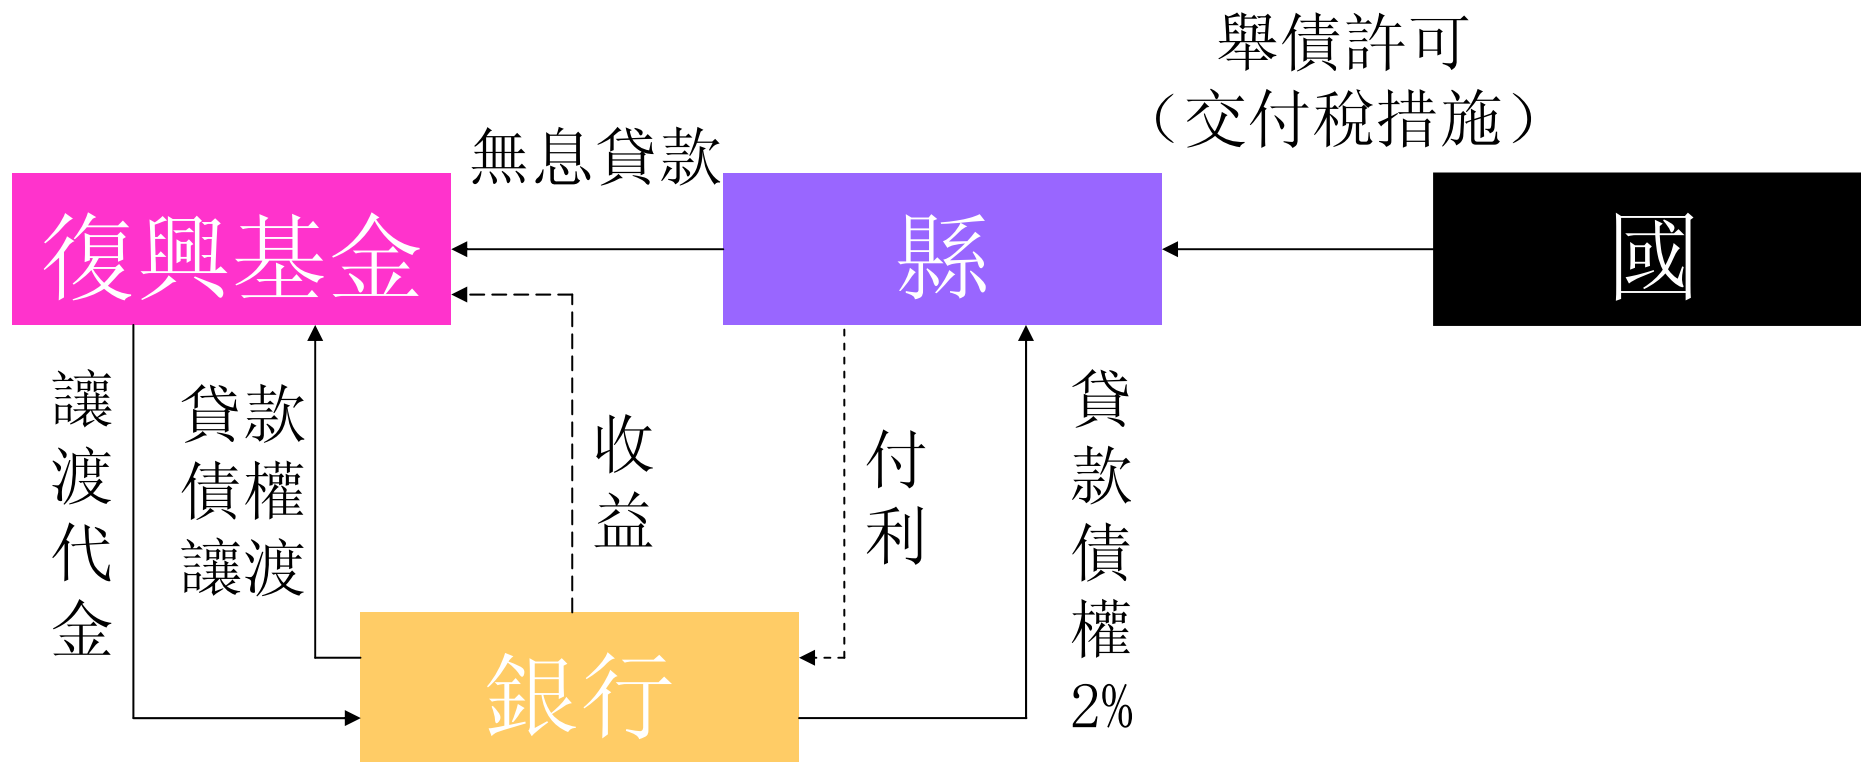 舉債許可
（交付稅措施）
無息貸款
復興基金
縣
國
讓渡代金
貸款
債權
讓渡
收益
付利
貸款債權2%
銀行